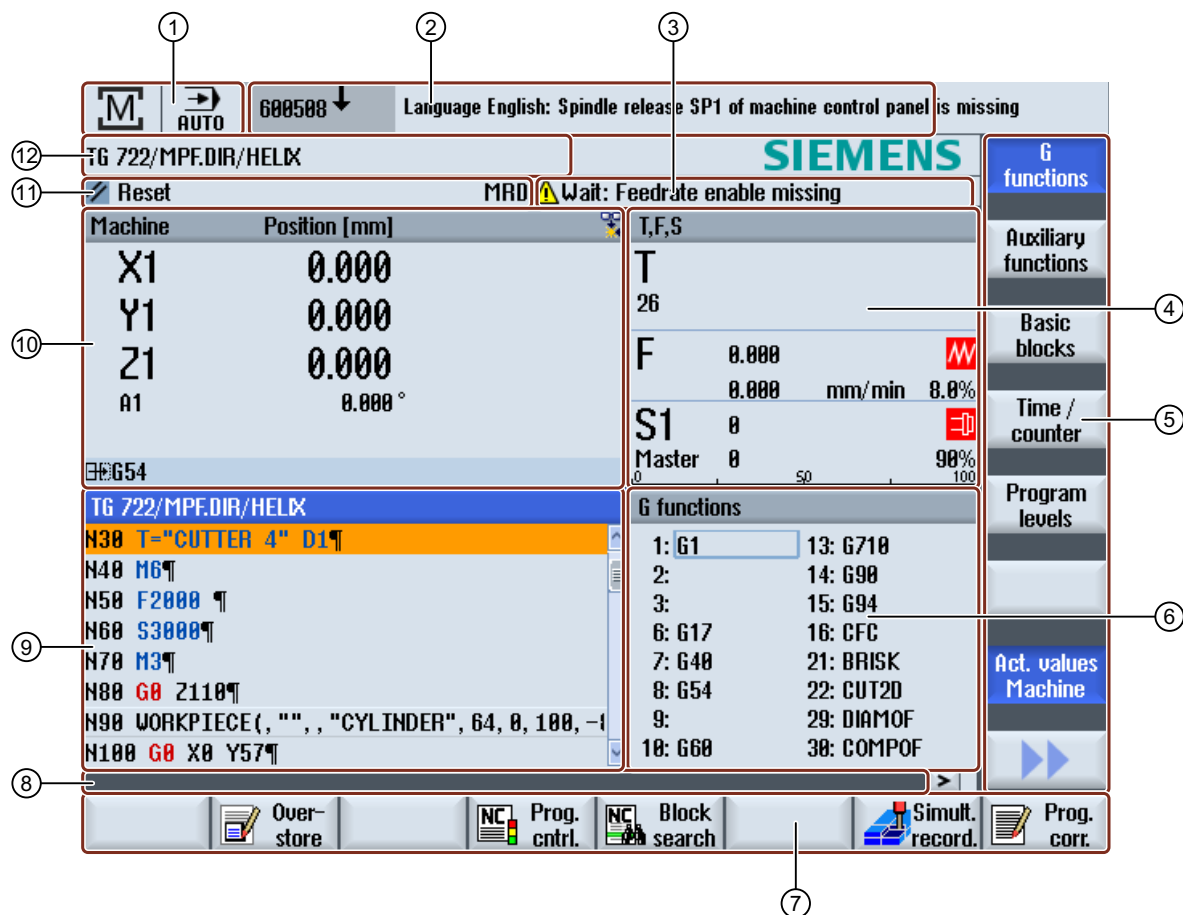 1
2
3
M
AUTO
600508 Language English: Spindle release SP1 of machine control panel is missing
12
TG 722/MPF.DIR/HELIX
SIEMENS
11
Reset MRD
Wait: Feedrate enable missing
Machine Position [mm]
X1 0.000
Y1 0.000
Z1 0.000
A1 0.000 °
G54
10
T,F,S
T
26
F 0.000
0.000 mm/min 8.0%
S1 0
Master 0 90%
0 50 100
4
TG 722/MPF.DIR/HELIX
N30 T="CUTTER 4" D1¶
N40 M6¶
N50 F2000 ¶
N60 S3000¶
N70 M3¶
N80 G0 Z110¶
N90 WORKPIECE(,"",,"CYLINDER",64,0,100,-
N100 G0 X0 Y57¶
9
G functions
1: G1 13: G710
2: 14: G90
3: 15: G94
6: G17 16: CFC
7: G40 21: BRISK
8: G54 22: CUT2D
9: 29: DIAMOF
10: G60 30: COMPOF
6
G
functions
Auxiliary
functions
Basic
blocks
Time /
counter
5
Program
levels
Act. values
Machine
8
>
Over-
store
NC Prog.
cntrl.
NC Block
search
Simult.
record.
Prog.
corr.
7